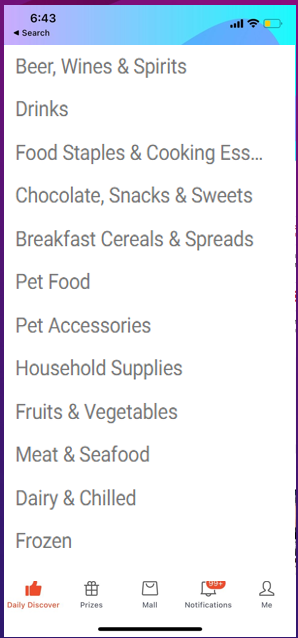 6:43
◀ Search
Beer, Wines & Spirits
Drinks
Food Staples & Cooking Ess...
Chocolate, Snacks & Sweets
Breakfast Cereals & Spreads
Pet Food
Pet Accessories
Household Supplies
Fruits & Vegetables
Meat & Seafood
Dairy & Chilled
Frozen
99+
Daily Discover Prizes Mall Notifications Me